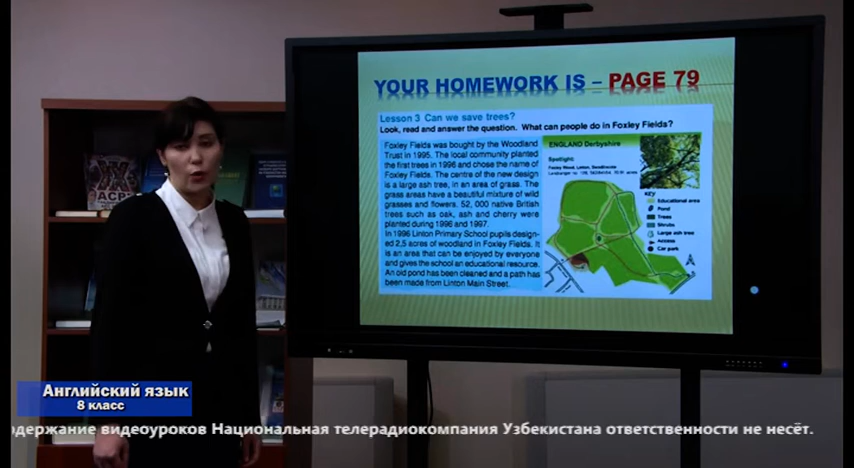 YOUR HOMEWORK IS – PAGE 79
Lesson 3 Can we save trees?
Look, read and answer the question. What can people do in Foxley Fields?
Foxley Fields was bought by the Woodland
Trust in 1995. The local community planted
the first trees in 1996 and chose the name of
Foxley Fields. The centre of the new design
is a large ash tree, in an area of grass. The
grass areas have a beautiful mixture of wild
grasses and flowers. 52, 000 native British
trees such as oak, ash and cherry were
planted during 1996 and 1997.
In 1996 Linton Primary School pupils design-
ed 2,5 acres of woodland in Foxley Fields. It
is an area that can be enjoyed by everyone
and gives the school an educational resource.
An old pond has been cleaned and a path has
been made from Linton Main Street.
ENGLAND Derbyshire
Spotlight:
KEY
Educational area
Pond
Trees
Shrubs
Large ash tree
Access
Car park
Английский язык
8 класс
одержание видеоуроков Национальная телерадиокомпания Узбекистана ответственности не несёт.